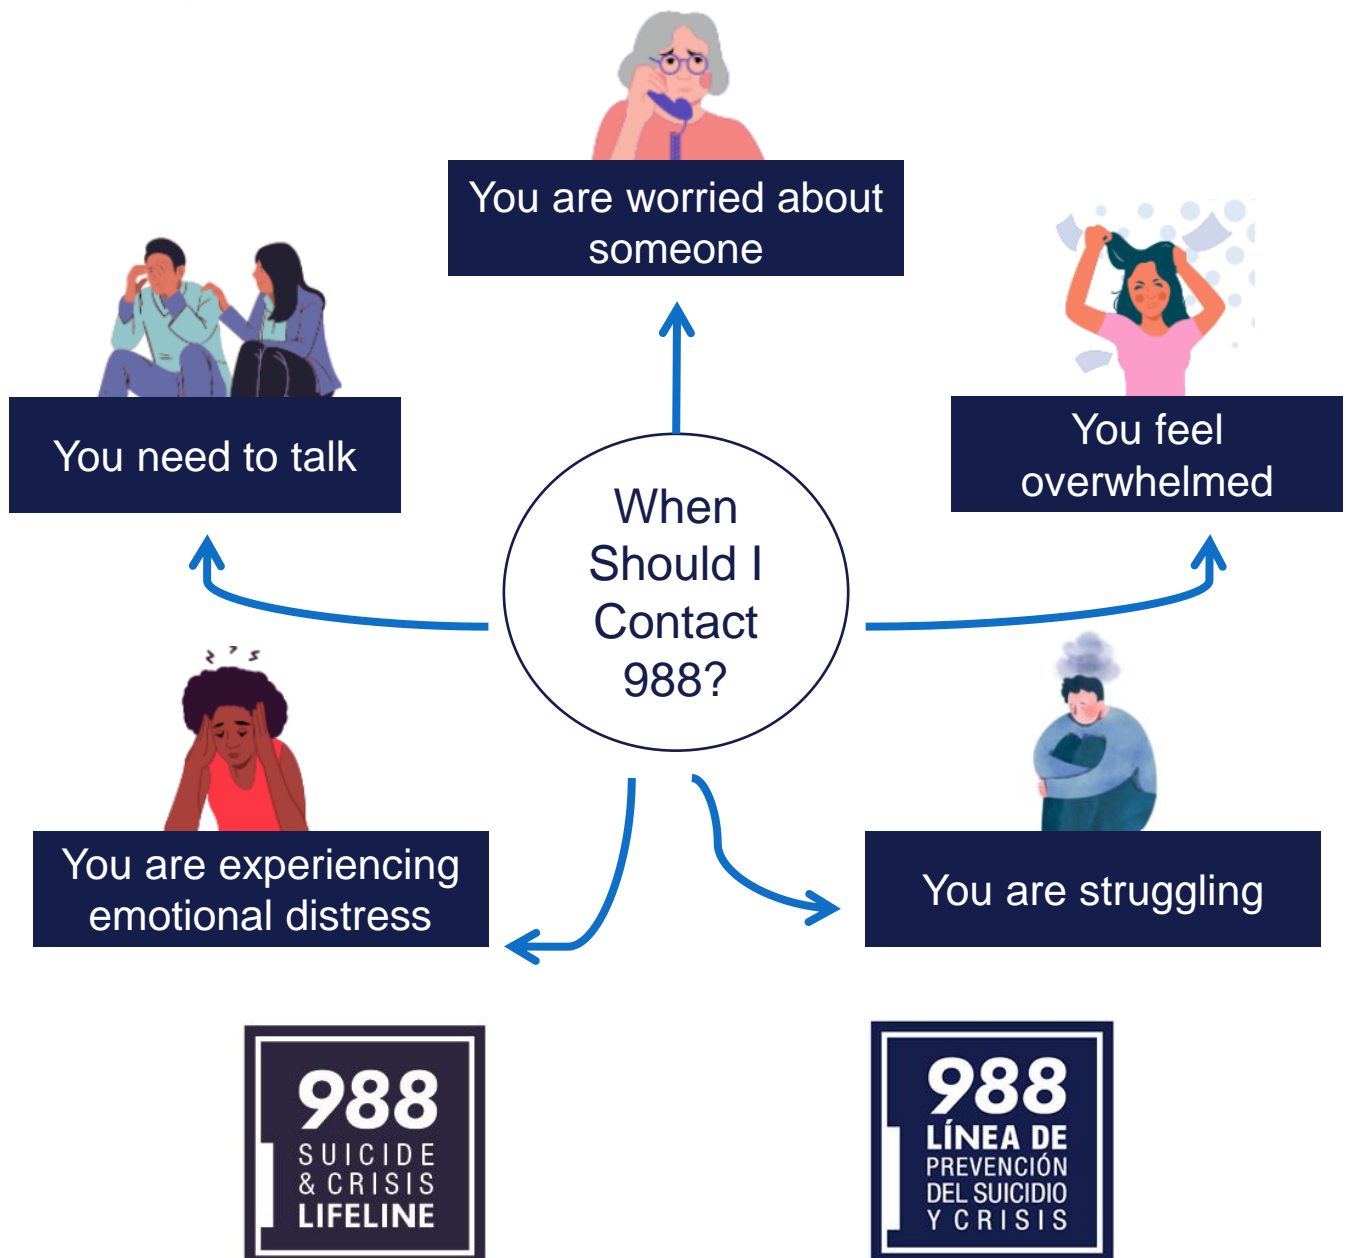 You are worried about
someone
You need to talk
You feel
overwhelmed
When
Should I
Contact
988?
You are experiencing
emotional distress
You are struggling
988
SUICIDE
& CRISIS
LIFELINE
988
LÍNEA DE
PREVENCIÓN
DEL SUICIDIO
Y CRISIS